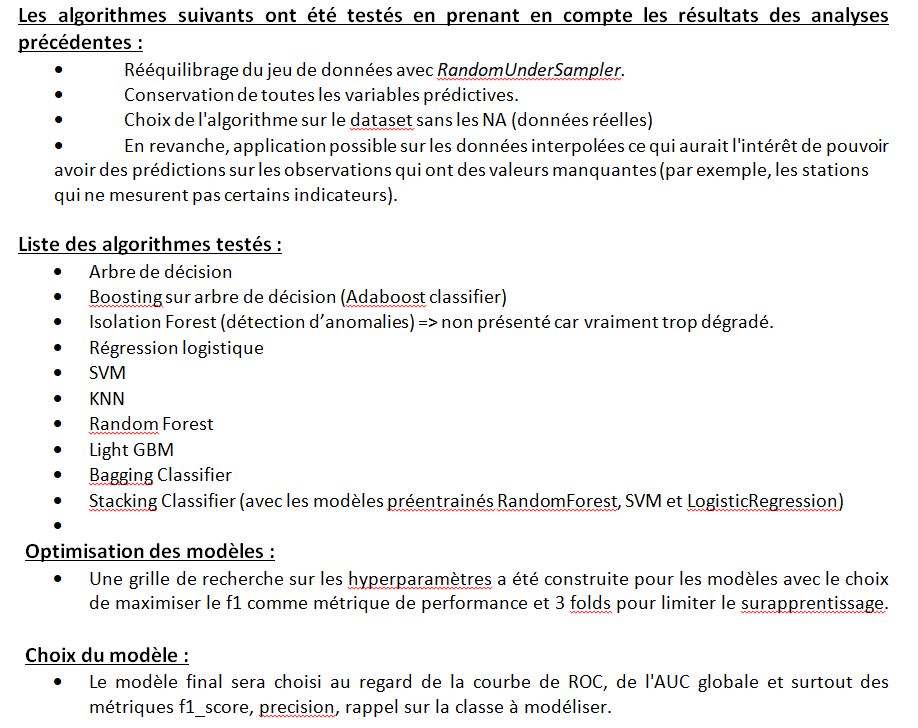 Les algorithmes suivants ont été testés en prenant en compte les résultats des analyses
précédentes :
• Rééquilibrage du jeu de données avec RandomUnderSampler.
• Conservation de toutes les variables prédictives.
• Choix de l'algorithme sur le dataset sans les NA (données réelles)
• En revanche, application possible sur les données interpolées ce qui aurait l'intérêt de pouvoir
avoir des prédictions sur les observations qui ont des valeurs manquantes (par exemple, les stations
qui ne mesurent pas certains indicateurs).
Liste des algorithmes testés :
• Arbre de décision
• Boosting sur arbre de décision (Adaboost classifier)
• Isolation Forest (détection d’anomalies) => non présenté car vraiment trop dégradé.
• Régression logistique
• SVM
• KNN
• Random Forest
• Light GBM
• Bagging Classifier
• Stacking Classifier (avec les modèles préentrainés RandomForest, SVM et LogisticRegression)
•
Optimisation des modèles :
• Une grille de recherche sur les hyperparamètres a été construite pour les modèles avec le choix
de maximiser le f1 comme métrique de performance et 3 folds pour limiter le surapprentissage.
Choix du modèle :
• Le modèle final sera choisi au regard de la courbe de ROC, de l'AUC globale et surtout des
métriques f1_score, precision, rappel sur la classe à modéliser.